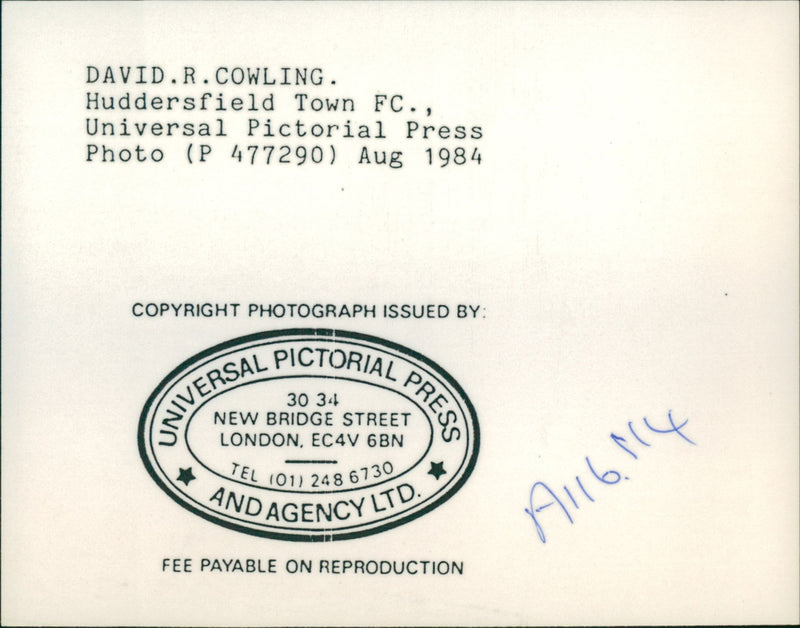 DAVID.R.COWLING.
Huddersfield Town FC.,
Universal Pictorial Press
Photo (P 477290) Aug 1984
COPYRIGHT PHOTOGRAPH ISSUED BY:
UNIVERSAL PICTORIAL PRESS
30 34
NEW BRIDGE STREET
LONDON, EC4V 6BN
TEL (01) 248 6730
★ AND AGENCY LTD. ★
FEE PAYABLE ON REPRODUCTION